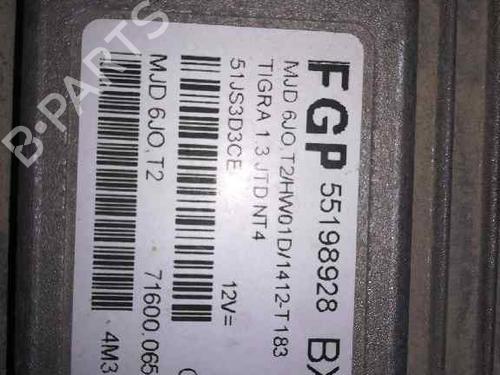 FGP 55198928 BX
MJD 6JO,T2/HW01D/1412-T183
TIGRA 1.3 JTD NT4
51JS3D3CE 12V=
MJD 6JO,T2 71600.065
4M3
B-PARTS